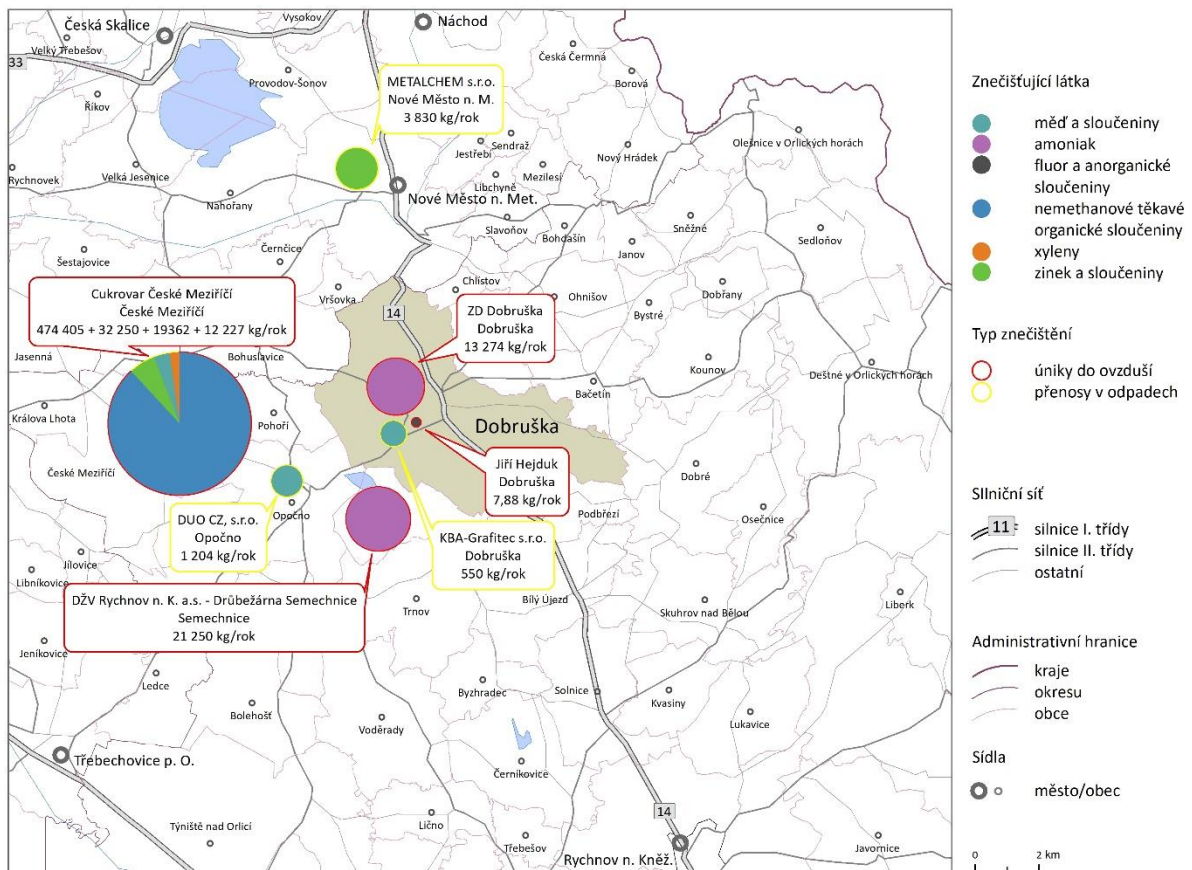 Česká Skalice
Velký Třebešov
33
Říkov
Rychnovek
Velká Jesenice
Vysokov
Provodov-Šonov
Náchod
METALCHEM s.r.o.
Nové Město n. M.
3 830 kg/rok
Česká Čermná
Borová
Sendraž
Jestřebí
Mezilesí
Libchyně
Nový Hrádek
Olešnice v Orlických horách
Nahořany
Nové Město n. Met.
Slavoňov
Bohdašín
Sněžné
Sedloňov
Šestajovice
Černčice
Janov
Chlístov
Vršovka
Ohnišov
Dobřany
Bystré
Cukrovar České Meziříčí
České Meziříčí
474 405 + 32 250 + 19362 + 12 227 kg/rok
14
ZD Dobruška
Dobruška
13 274 kg/rok
Jasenná
Bohuslavice
Kounov
Deštné v Orlických horách
Bačetín
Králova Lhota
Pohoří
Dobruška
České Meziříčí
Jiří Hejduk
Dobruška
7,88 kg/rok
Dobré
Opočno
Podbřezí
Osečnice
DUO CZ, s.r.o.
Opočno
1 204 kg/rok
KBA-Grafitec s.r.o.
Dobruška
550 kg/rok
Jílovice
Libníkovice
DŽV Rychnov n. K. a.s. - Drůbežárna Semechnice
Semechnice
21 250 kg/rok
Trnov
Bílý Újezd
Skuhrov nad Bělou
Liberk
Jeníkovice
Ledce
Byzhradec
Solnice
Kvasiny
Bolehošť
Voděrady
Lukavice
Třebechovice p. O.
Černíkovice
Týniště nad Orlicí
Lično
Třebešov
14
Rychnov n. Kněž.
Javornice
Znečišťující látka
měď a sloučeniny
amoniak
fluor a anorganické
sloučeniny
nemethanové těkavé
organické sloučeniny
xyleny
zinek a sloučeniny
Typ znečištění
úniky do ovzduší
přenosy v odpadech
SIlniční síť
11
silnice I. třídy
silnice II. třídy
ostatní
Administrativní hranice
kraje
okresu
obce
Sídla
město/obec
0 2 km